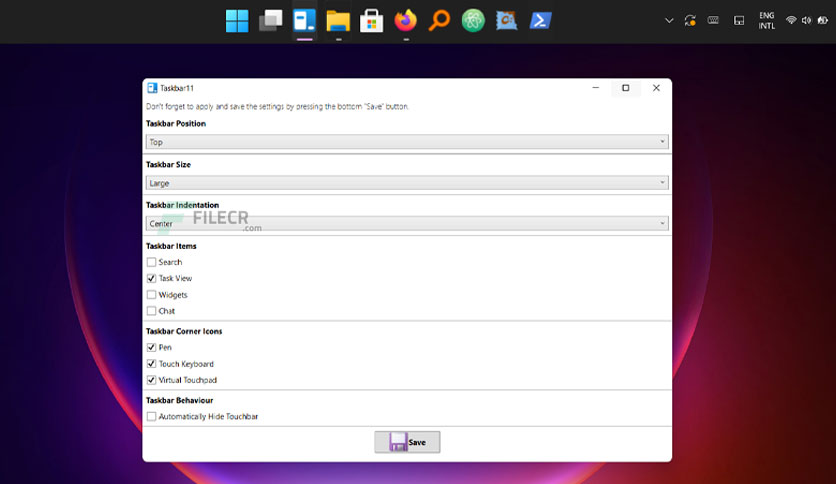 ENG
INTL
Taskbar11
Don't forget to apply and save the settings by pressing the bottom "Save" button.
Taskbar Position
Top
Taskbar Size
Large
Taskbar Indentation
FILECR
.com
Center
Taskbar Items
Search
Task View
Widgets
Chat
Taskbar Corner Icons
Pen
Touch Keyboard
Virtual Touchpad
Taskbar Behaviour
Automatically Hide Touchbar
Save